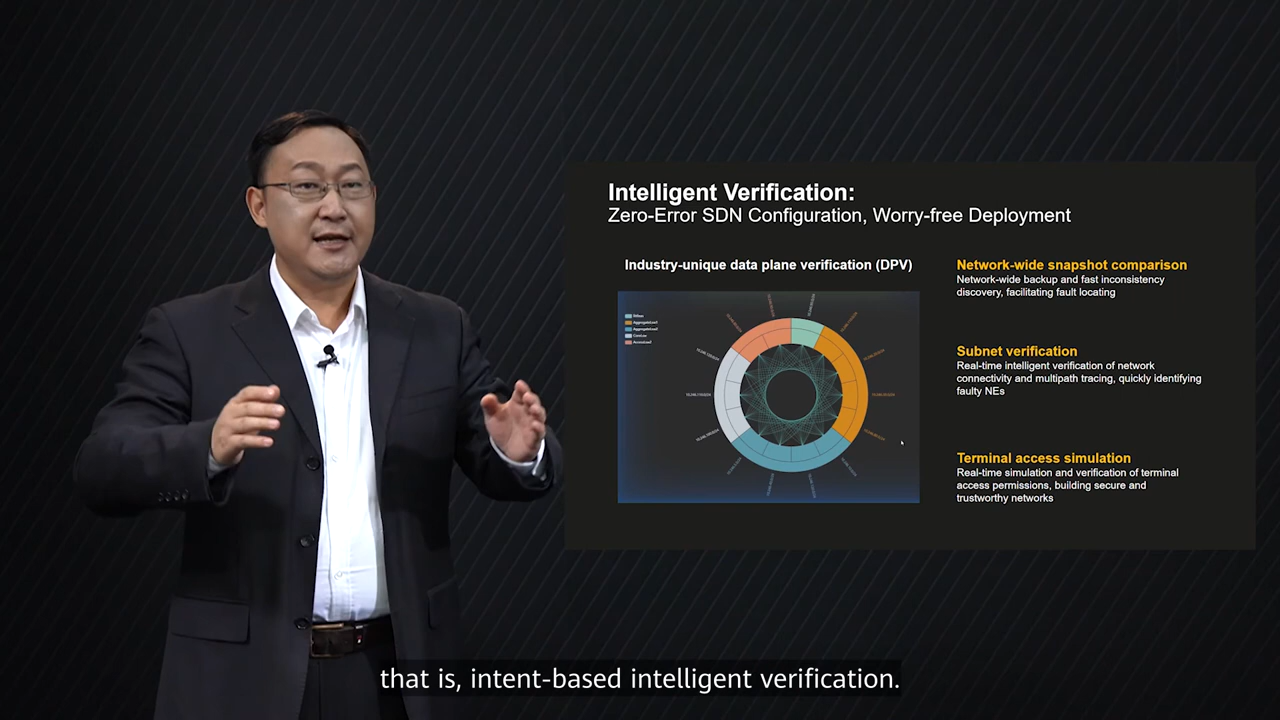 Intelligent Verification:
Zero-Error SDN Configuration, Worry-free Deployment
Industry-unique data plane verification (DPV)
Network-wide snapshot comparison
Network-wide backup and fast inconsistency
discovery, facilitating fault locating
Subnet verification
Real-time intelligent verification of network
connectivity and multipath tracing, quickly identifying
faulty NEs
Terminal access simulation
Real-time simulation and verification of terminal
access permissions, building secure and
trustworthy networks
that is, intent-based intelligent verification.